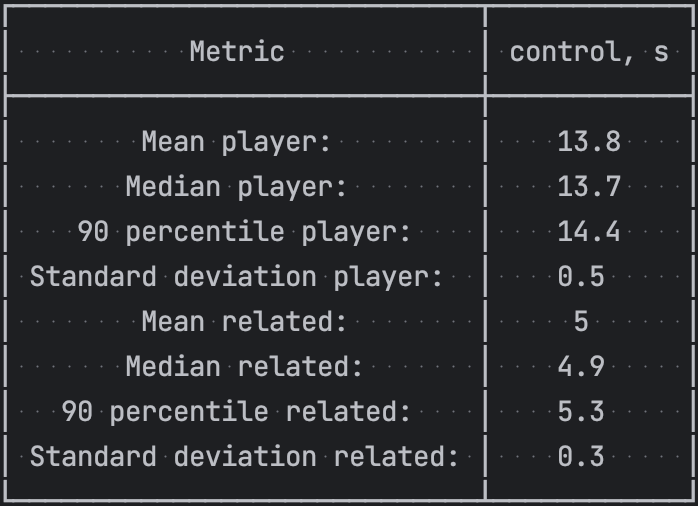 Metric control, s
Mean player: 13.8
Median player: 13.7
90 percentile player: 14.4
Standard deviation player: 0.5
Mean related: 5
Median related: 4.9
90 percentile related: 5.3
Standard deviation related: 0.3